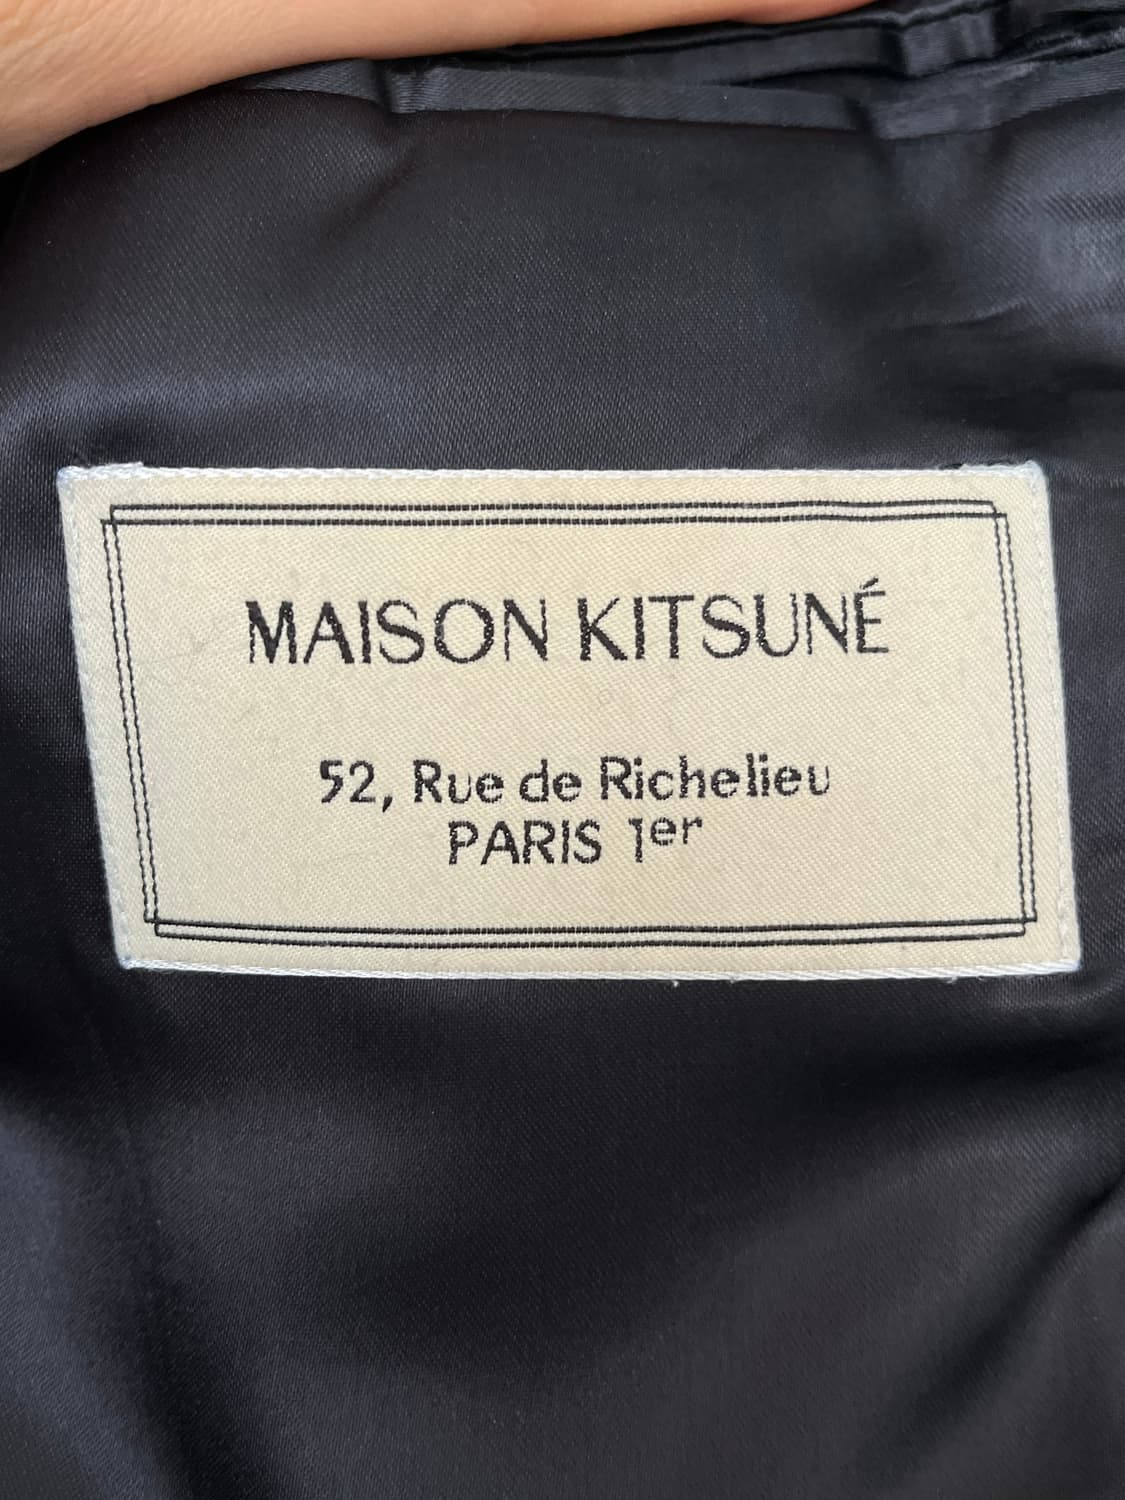 MAISON KITSUNÉ
52, Rue de Richelieu
PARIS 1er